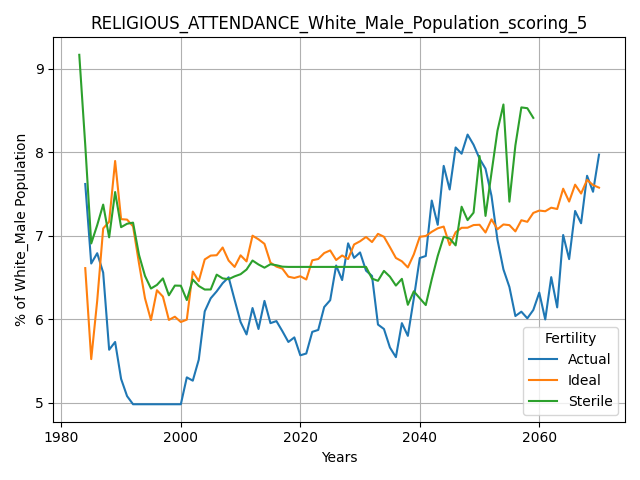 RELIGIOUS_ATTENDANCE_White_Male_Population_scoring_5
% of White_Male Population
9
8
7
6
5
1980 2000 2020 2040 2060
Years
Fertility
Actual
Ideal
Sterile